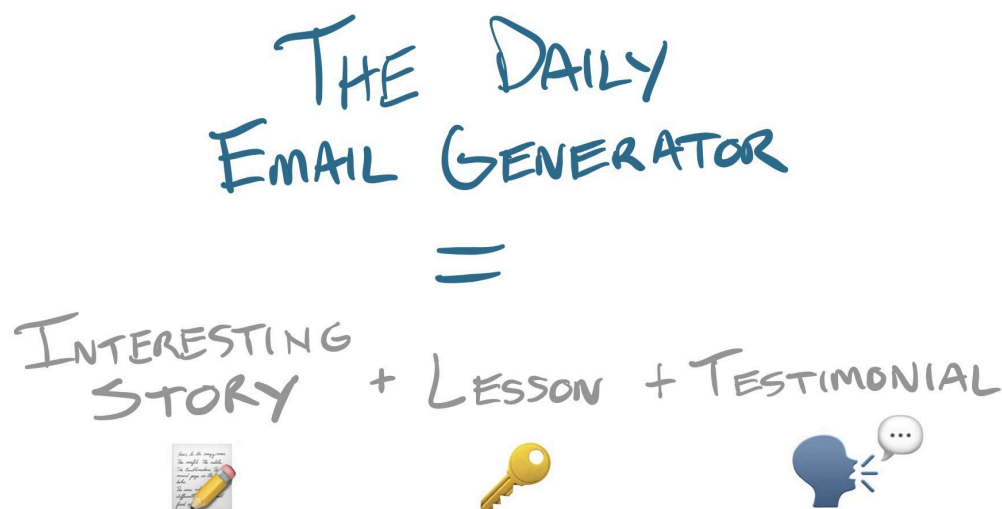 THE DAILY
EMAIL GENERATOR
=
INTERESTING
STORY + LESSON + TESTIMONIAL